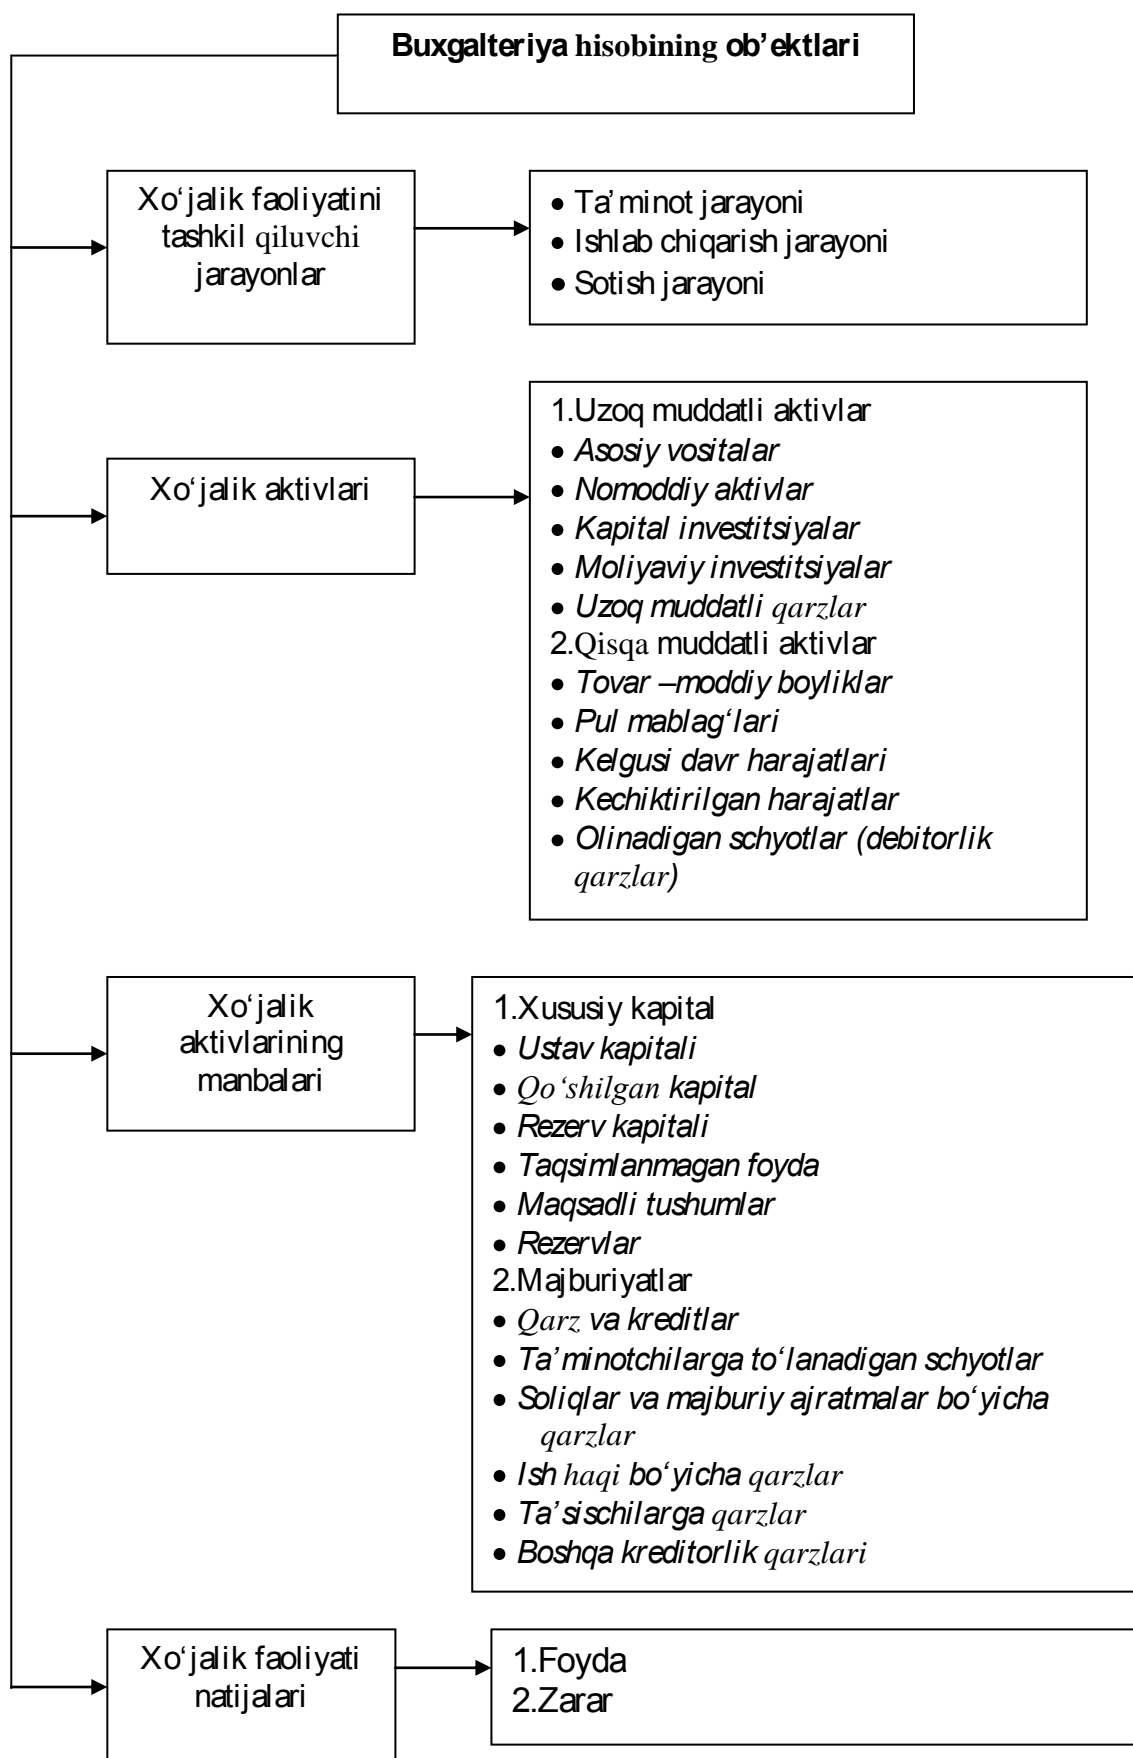 Buxgalteriya hisobining ob’ektlari
Xo‘jalik faoliyatini
tashkil qiluvchi
jarayonlar
• Ta’minot jarayoni
• Ishlab chiqarish jarayoni
• Sotish jarayoni
Xo‘jalik aktivlari
1.Uzoq muddatli aktivlar
• Asosiy vositalar
• Nomoddiy aktivlar
• Kapital investitsiyalar
• Moliyaviy investitsiyalar
• Uzoq muddatli qarzlar
2.Qisqa muddatli aktivlar
• Tovar –moddiy boyliklar
• Pul mablag‘lari
• Kelgusi davr harajatlari
• Kechiktirilgan harajatlar
• Olinadigan schyotlar (debitorlik
qarzlar)
Xo‘jalik
aktivlarining
manbalari
1.Xususiy kapital
• Ustav kapitali
• Qo‘shilgan kapital
• Rezerv kapitali
• Taqsimlanmagan foyda
• Maqsadli tushumlar
• Rezervlar
2.Majburiyatlar
• Qarz va kreditlar
• Ta’minotchilarga to‘lanadigan schyotlar
• Soliqlar va majburiy ajratmalar bo‘yicha
qarzlar
• Ish haqi bo‘yicha qarzlar
• Ta’sischilarga qarzlar
• Boshqa kreditorlik qarzlari
Xo‘jalik faoliyati
natijalari
1.Foyda
2.Zarar